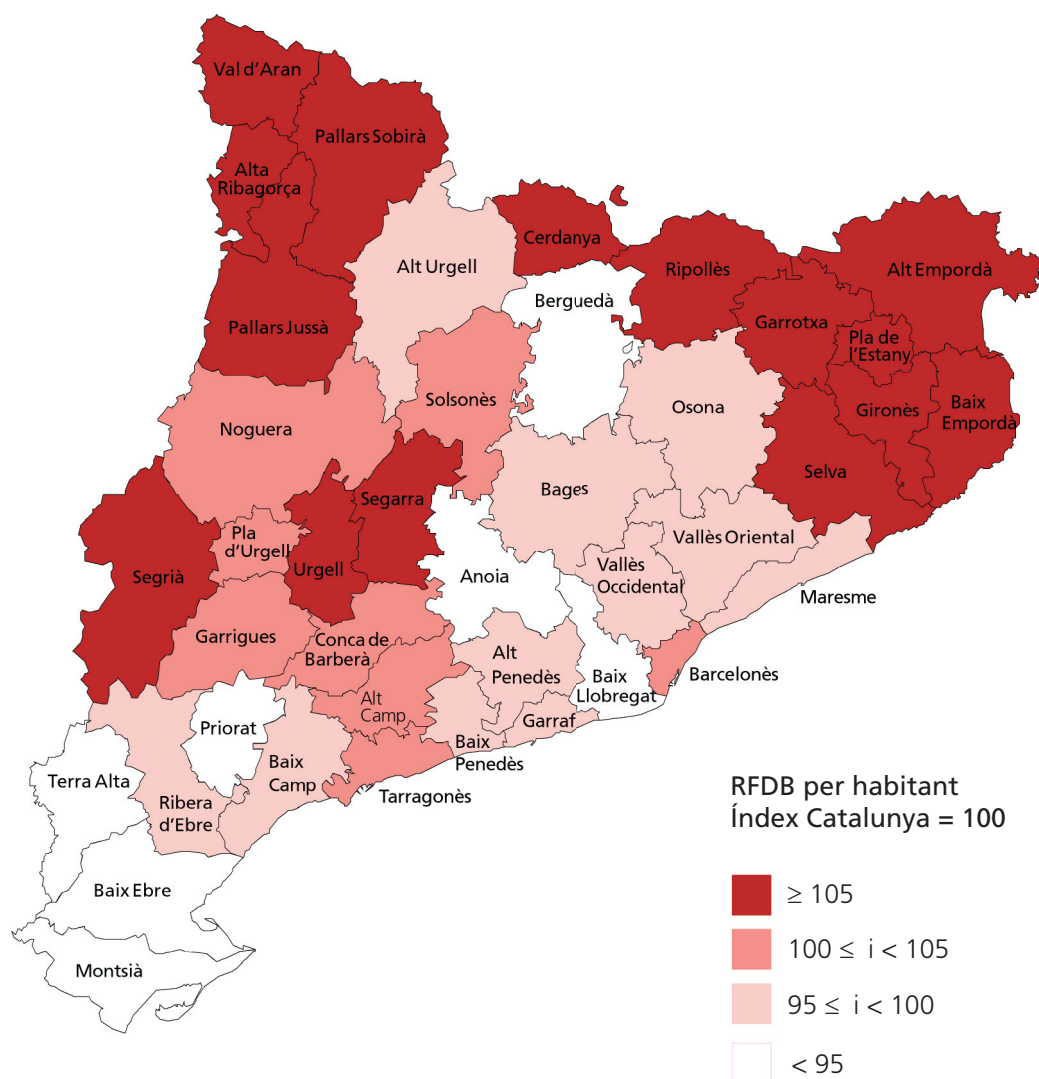 Val d'Aran
Pallars Sobirà
Alta
Ribagorça
Cerdanya
Alt Urgell
Ripollès
Alt Empordà
Berguedà
Pallars Jussà
Garrotxa
Pla de
l'Estany
Solsonès
Osona
Gironès
Baix
Empordà
Noguera
Selva
Bages
Segarra
Pla
d'Urgell
Vallès Oriental
Segrià
Urgell
Anoia
Vallès
Occidental
Maresme
Garrigues
Conca de
Barberà
Alt
Penedès
Baix
Llobregat
Barcelonès
Alt
Camp
Garraf
Priorat
Baix
Penedès
Baix
Camp
Terra Alta
Tarragonès
Ribera
d'Ebre
Baix Ebre
Montsià
RFDB per habitant
Índex Catalunya = 100
≥ 105
100 ≤ i < 105
95 ≤ i < 100
< 95